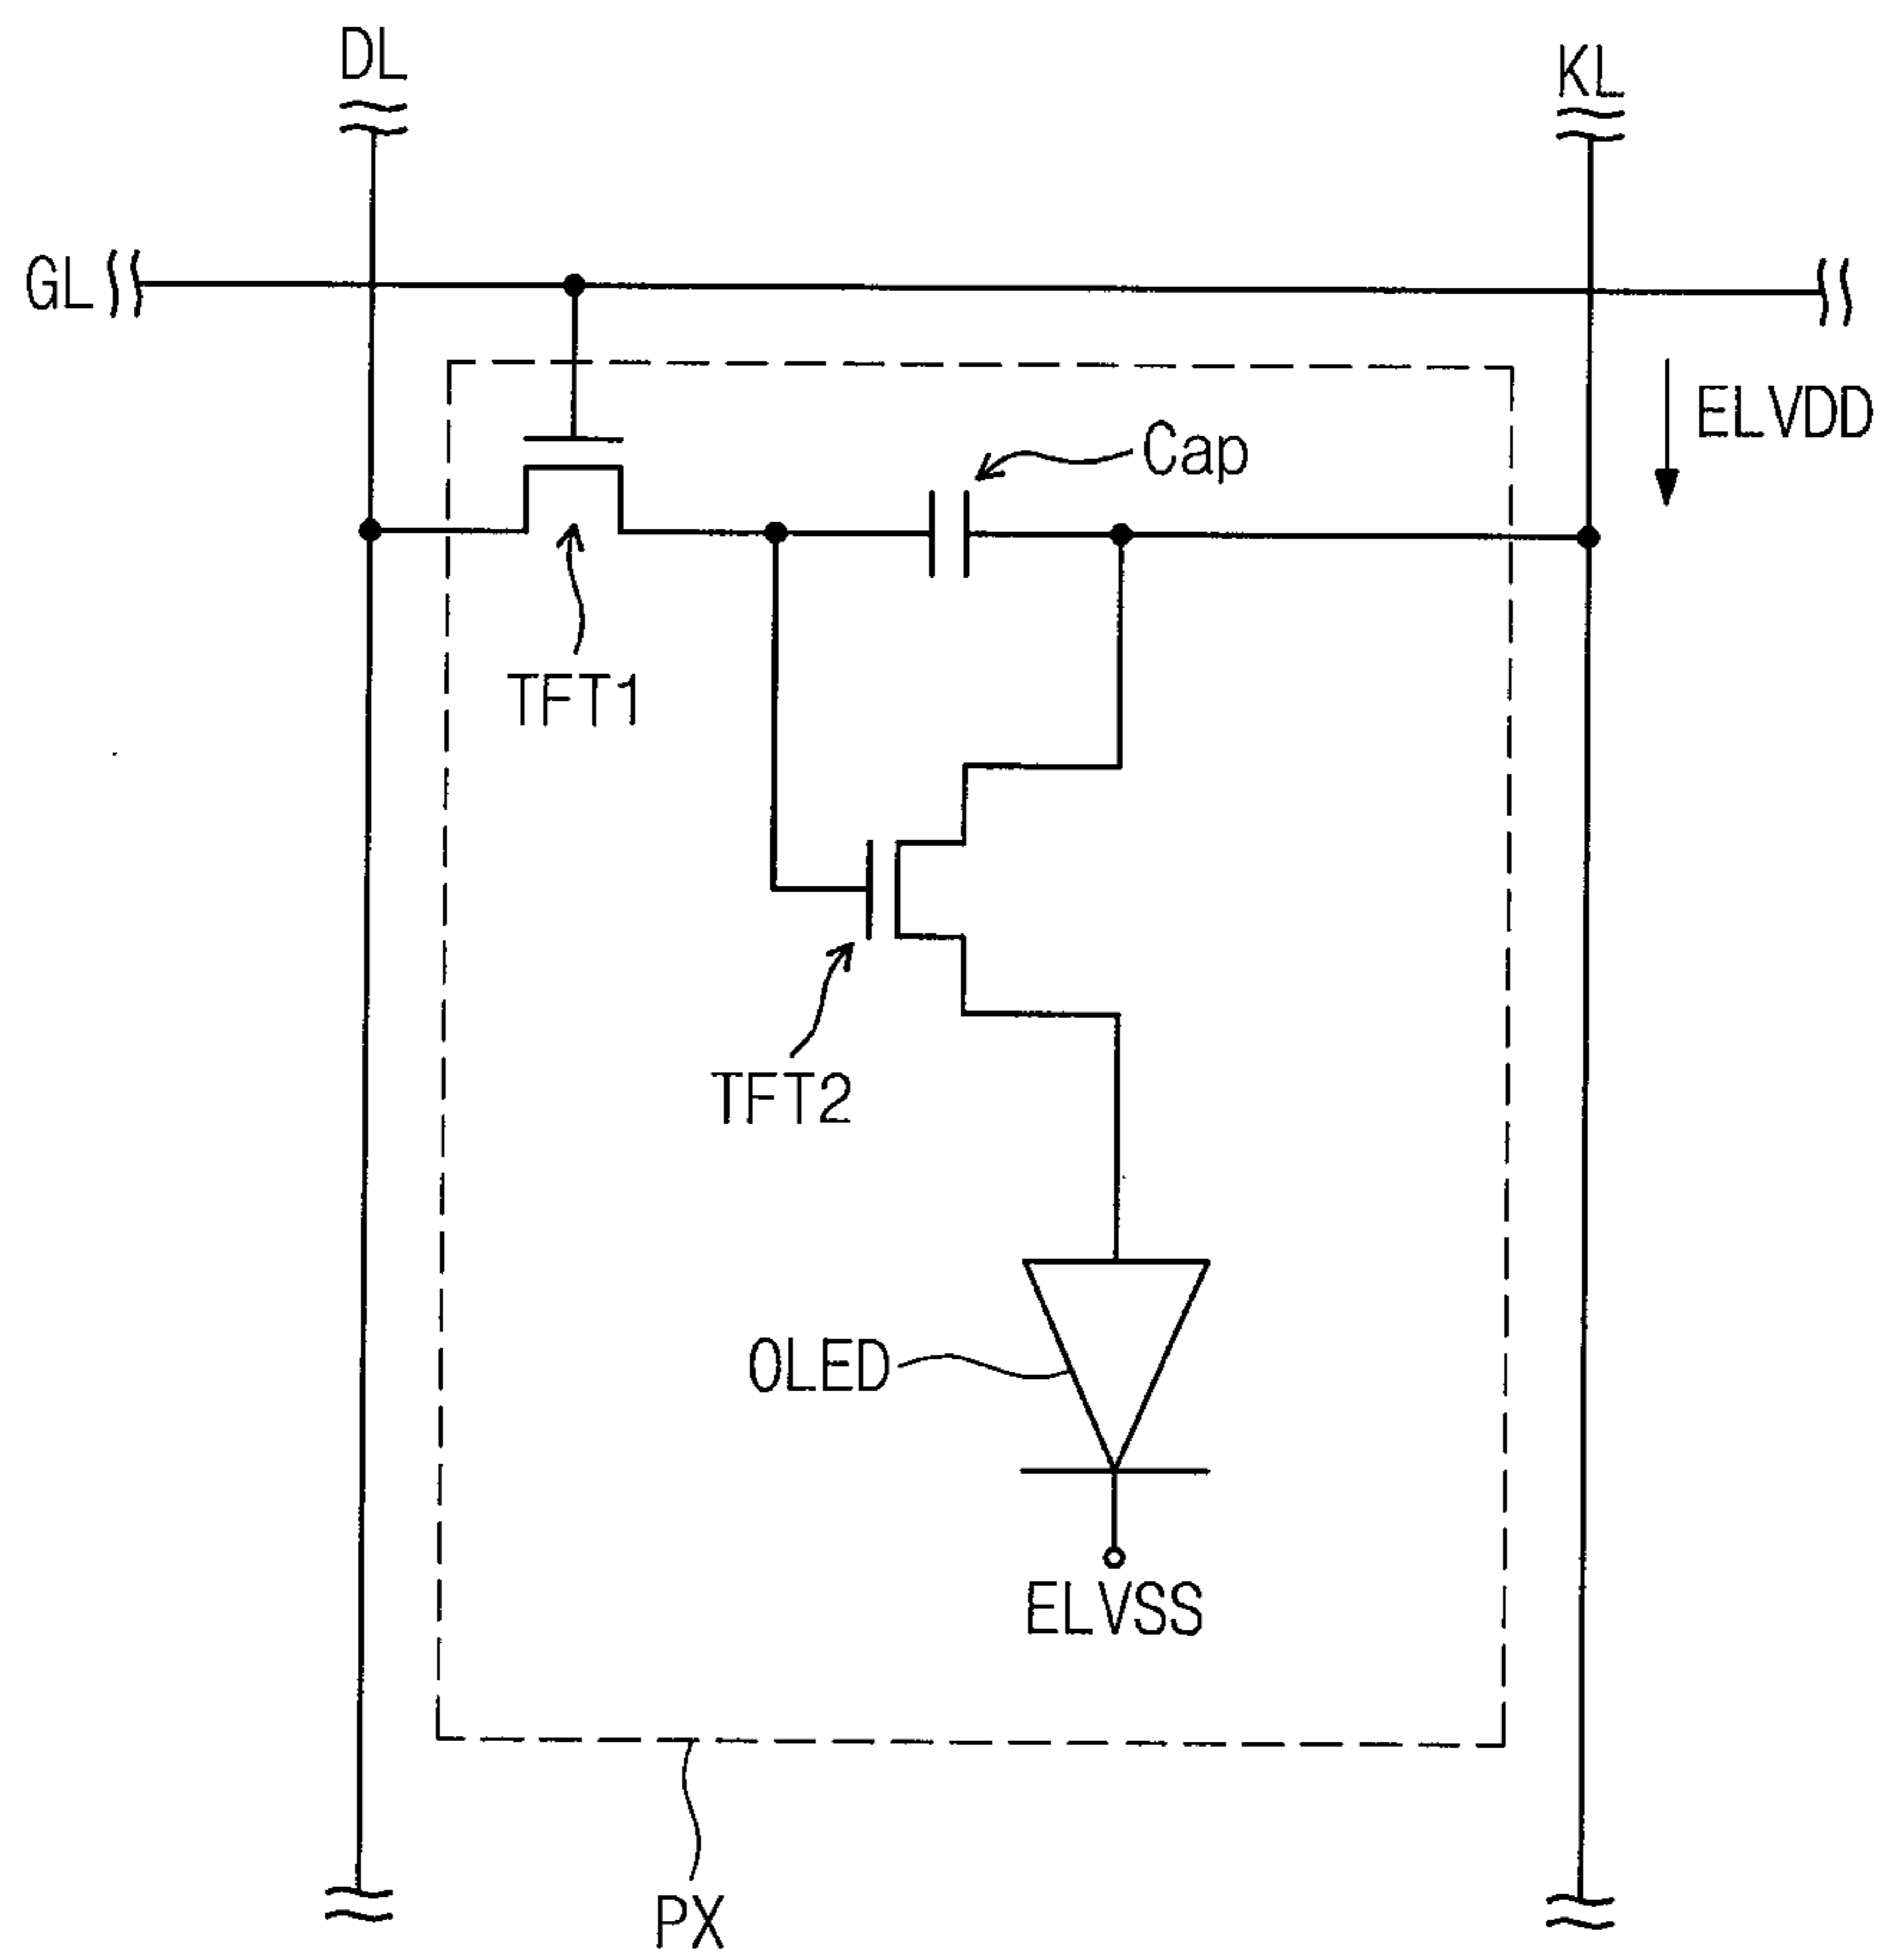 DL
KL
GL
ELVDD
Cap
TFT1
TFT2
OLED
ELVSS
PX